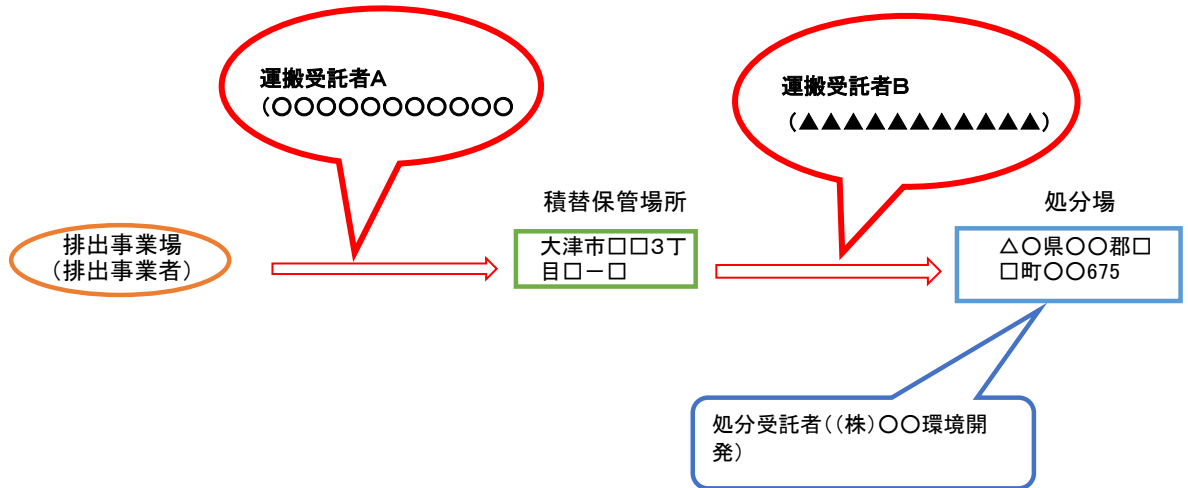 運搬受託者A
(〇〇〇〇〇〇〇〇〇〇〇
運搬受託者B
(▲▲▲▲▲▲▲▲▲▲▲)
排出事業場
(排出事業者)
積替保管場所
大津市□□3丁
目□-□
処分場
△〇県〇〇郡□
□町〇〇675
処分受託者((株)〇〇環境開
発)